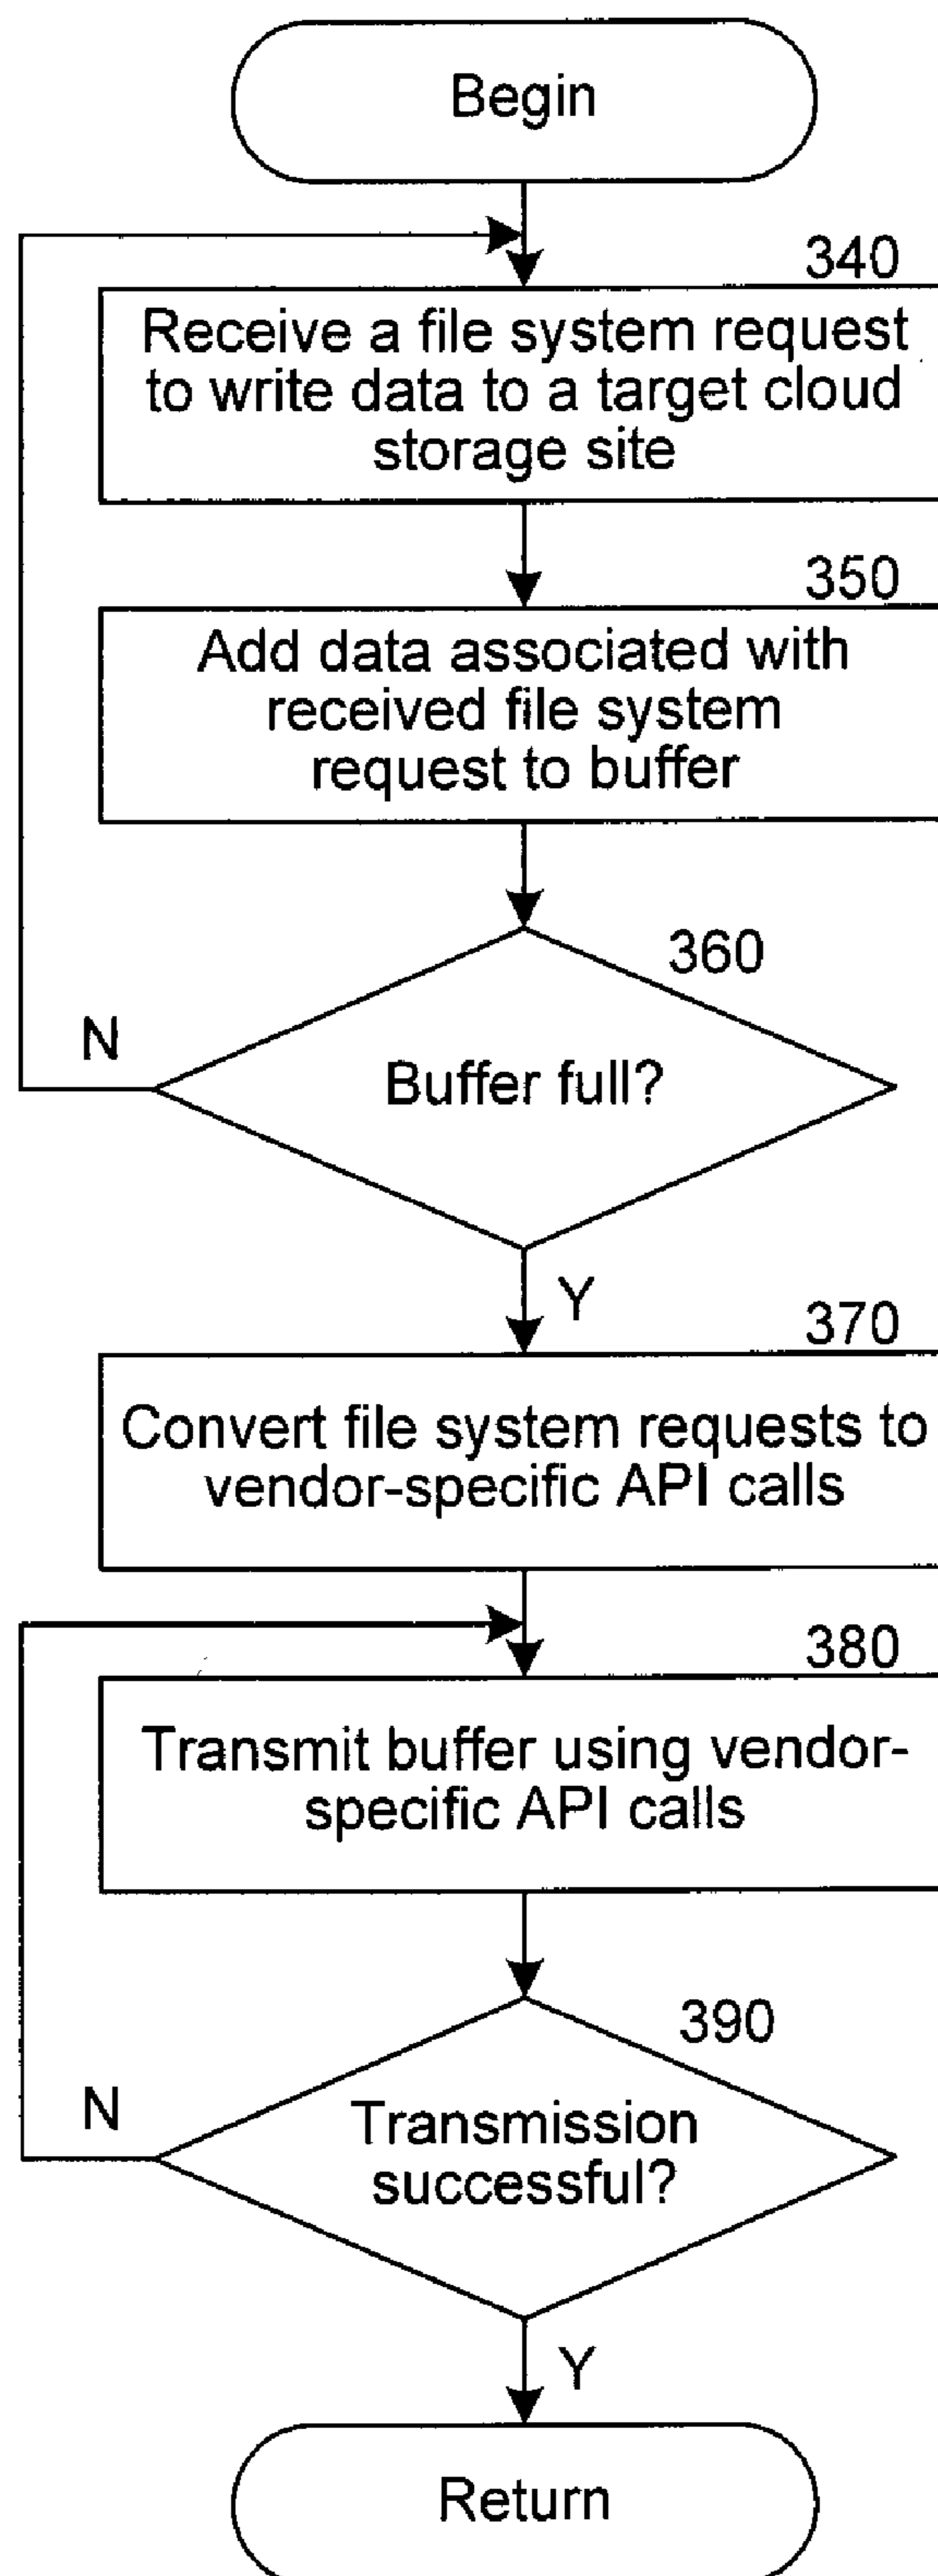 Begin
340
Receive a file system request
to write data to a target cloud
storage site
350
Add data associated with
received file system
request to buffer
360
N
Buffer full?
Y
370
Convert file system requests to
vendor-specific API calls
380
Transmit buffer using vendor-
specific API calls
390
N
Transmission
successful?
Y
Return